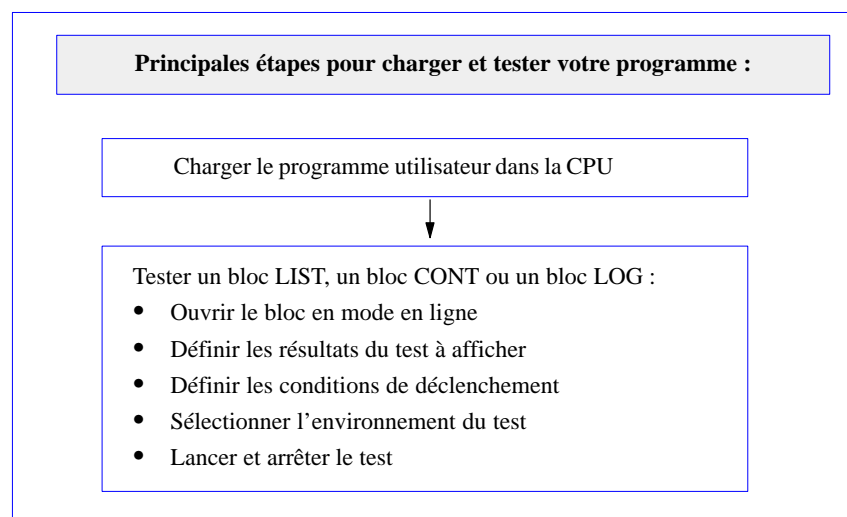 Principales étapes pour charger et tester votre programme :
Charger le programme utilisateur dans la CPU
Tester un bloc LIST, un bloc CONT ou un bloc LOG :
• Ouvrir le bloc en mode en ligne
• Définir les résultats du test à afficher
• Définir les conditions de déclenchement
• Sélectionner l’environnement du test
• Lancer et arrêter le test